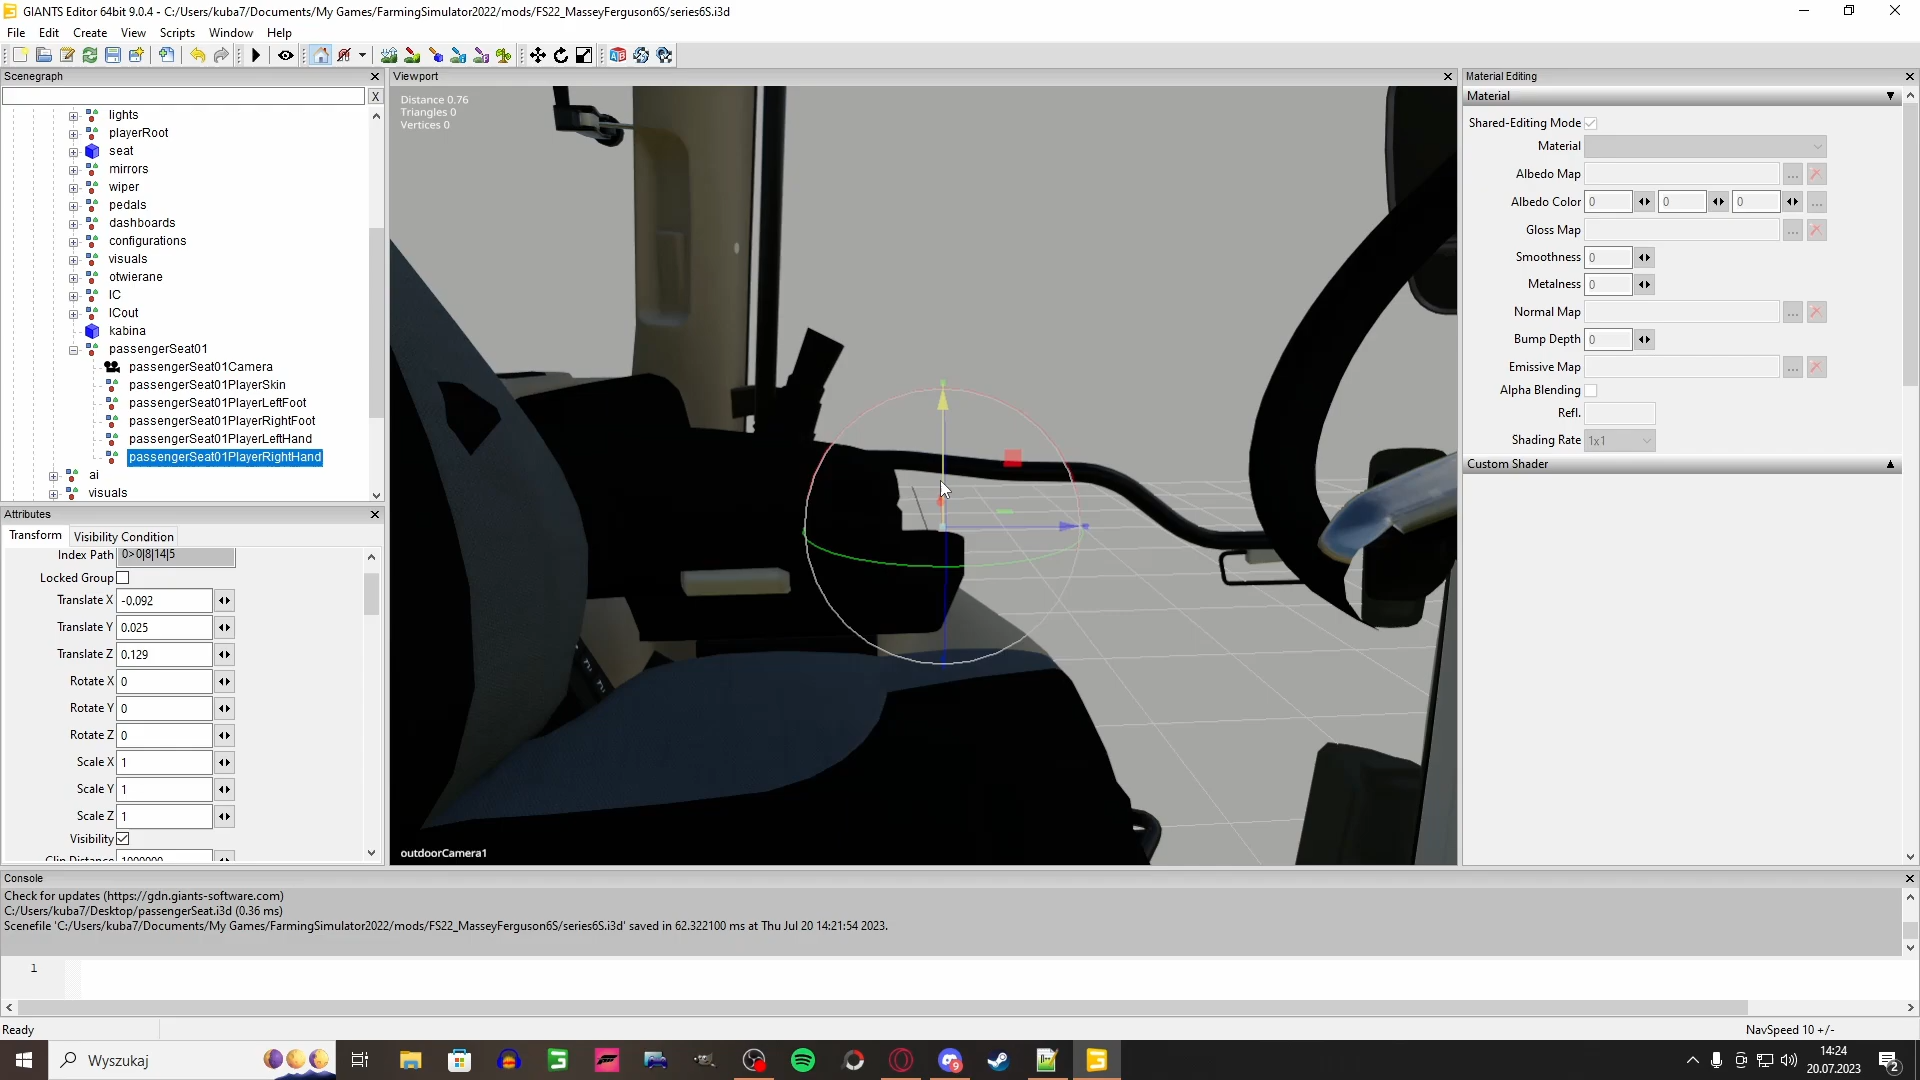 GIANTS Editor 64bit 9.0.4 - C:/Users/kuba7/Documents/My Games/FarmingSimulator2022/mods/FS22_MasseyFerguson6S/series6S.i3d
File Edit Create View Scripts Window Help
Scenegraph
X
lights
playerRoot
seat
mirrors
wiper
pedals
dashboards
configurations
visuals
otwierane
IC
ICout
kabina
passengerSeat01
passengerSeat01Camera
passengerSeat01PlayerSkin
passengerSeat01PlayerLeftFoot
passengerSeat01PlayerRightFoot
passengerSeat01PlayerLeftHand
passengerSeat01PlayerRightHand
ai
visuals
Attributes
Transform Visibility Condition
Index Path 0>0|8|14|5
Locked Group
Translate X -0.092
Translate Y 0.025
Translate Z 0.129
Rotate X 0
Rotate Y 0
Rotate Z 0
Scale X 1
Scale Y 1
Scale Z 1
Visibility
Clip Distance 1000000
Viewport
Distance 0.76
Triangles 0
Vertices 0
outdoorCamera1
Material Editing
Material
Shared-Editing Mode
Material
Albedo Map ...
Albedo Color 0 0 0 ...
Gloss Map ...
Smoothness 0
Metalness 0
Normal Map ...
Bump Depth 0
Emissive Map ...
Alpha Blending
Refl.
Shading Rate 1x1
Custom Shader
Console
Check for updates (https://gdn.giants-software.com)
C:/Users/kuba7/Desktop/passengerSeat.i3d (0.36 ms)
Scenefile 'C:/Users/kuba7/Documents/My Games/FarmingSimulator2022/mods/FS22_MasseyFerguson6S/series6S.i3d' saved in 62.322100 ms at Thu Jul 20 14:21:54 2023.
1
Ready
NavSpeed 10 +/-
Wyszukaj
9
14:24
20.07.2023
2